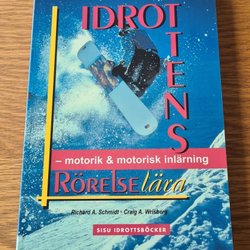 IDROTTENS
– motorik & motorisk inlärning
RÖRELSElära
Richard A. Schmidt · Craig A. Wrisberg
SISU IDROTTSBÖCKER